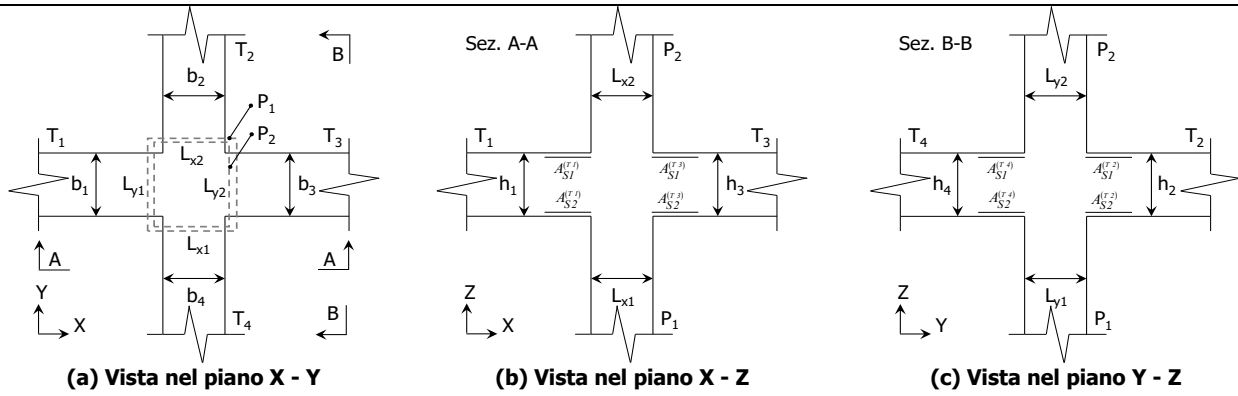 T2
B
b2
P1
P2
T1
T3
Lx2
b1
Ly1
Ly2
b3
Lx1
A
A
b4
Y
B
X
T4
(a) Vista nel piano X - Y
Sez. A-A
P2
Lx2
T1
T3
AS1(T1)
AS1(T3)
h1
h3
AS2(T1)
AS2(T3)
Lx1
Z
X
P1
(b) Vista nel piano X - Z
Sez. B-B
P2
Ly2
T4
T2
AS1(T4)
AS1(T2)
h4
h2
AS2(T4)
AS2(T2)
Ly1
Z
Y
P1
(c) Vista nel piano Y - Z